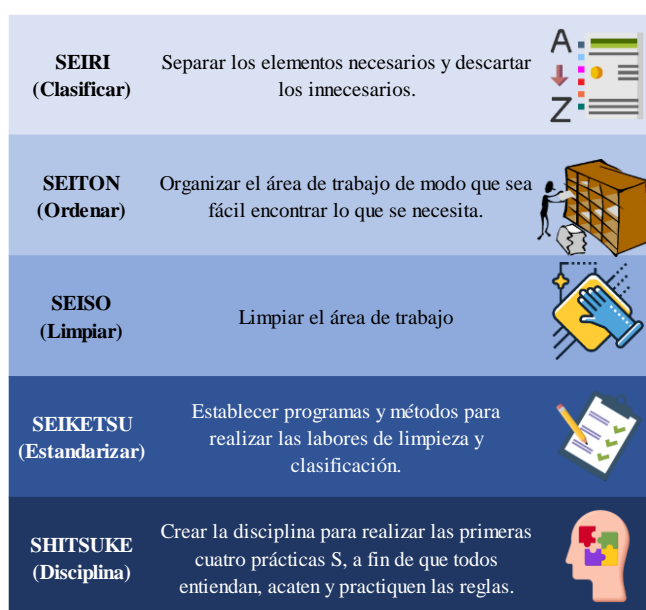 SEIRI
(Clasificar)
Separar los elementos necesarios y descartar
los innecesarios.
A
Z
SEITON
(Ordenar)
Organizar el área de trabajo de modo que sea
fácil encontrar lo que se necesita.
SEISO
(Limpiar)
Limpiar el área de trabajo
SEIKETSU
(Estandarizar)
Establecer programas y métodos para
realizar las labores de limpieza y
clasificación.
SHITSUKE
(Disciplina)
Crear la disciplina para realizar las primeras
cuatro prácticas S, a fin de que todos
entiendan, acaten y practiquen las reglas.